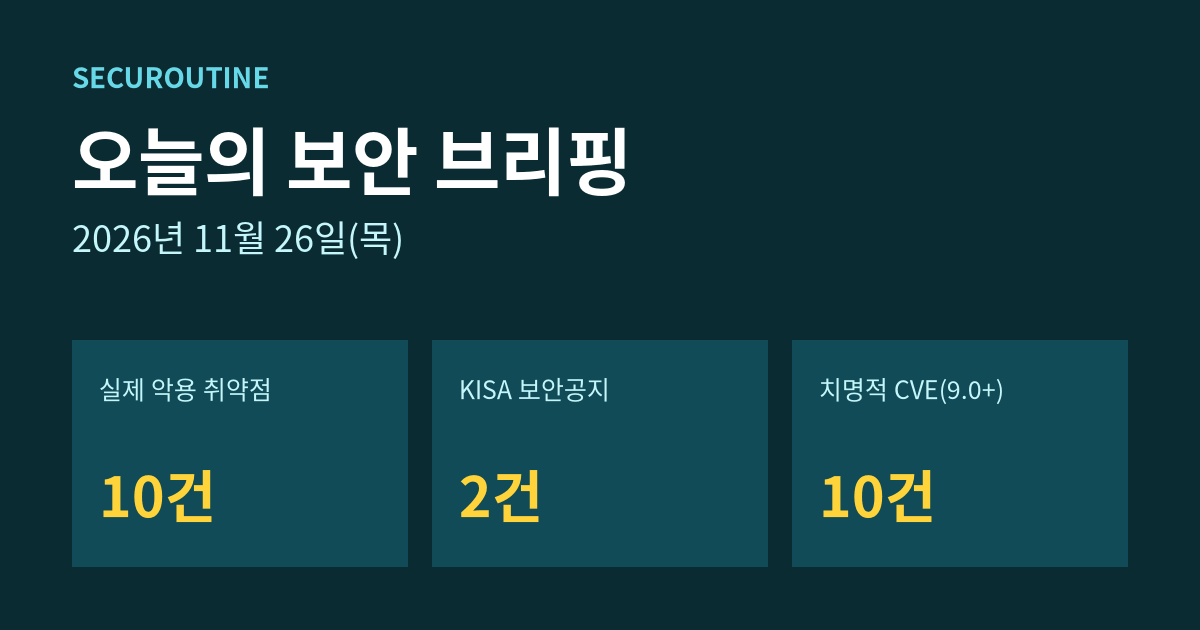 SECUROUTINE
오늘의 보안 브리핑
2026년 11월 26일(목)
실제 악용 취약점
10건
KISA 보안공지
2건
치명적 CVE(9.0+)
10건